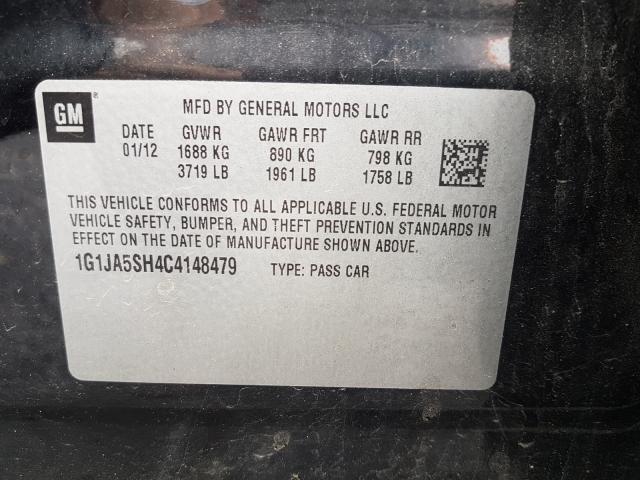 GM
MFD BY GENERAL MOTORS LLC
DATE GVWR GAWR FRT GAWR RR
01/12 1688 KG 890 KG 798 KG
3719 LB 1961 LB 1758 LB
THIS VEHICLE CONFORMS TO ALL APPLICABLE U.S. FEDERAL MOTOR
VEHICLE SAFETY, BUMPER, AND THEFT PREVENTION STANDARDS IN
EFFECT ON THE DATE OF MANUFACTURE SHOWN ABOVE.
1G1JA5SH4C4148479 TYPE: PASS CAR